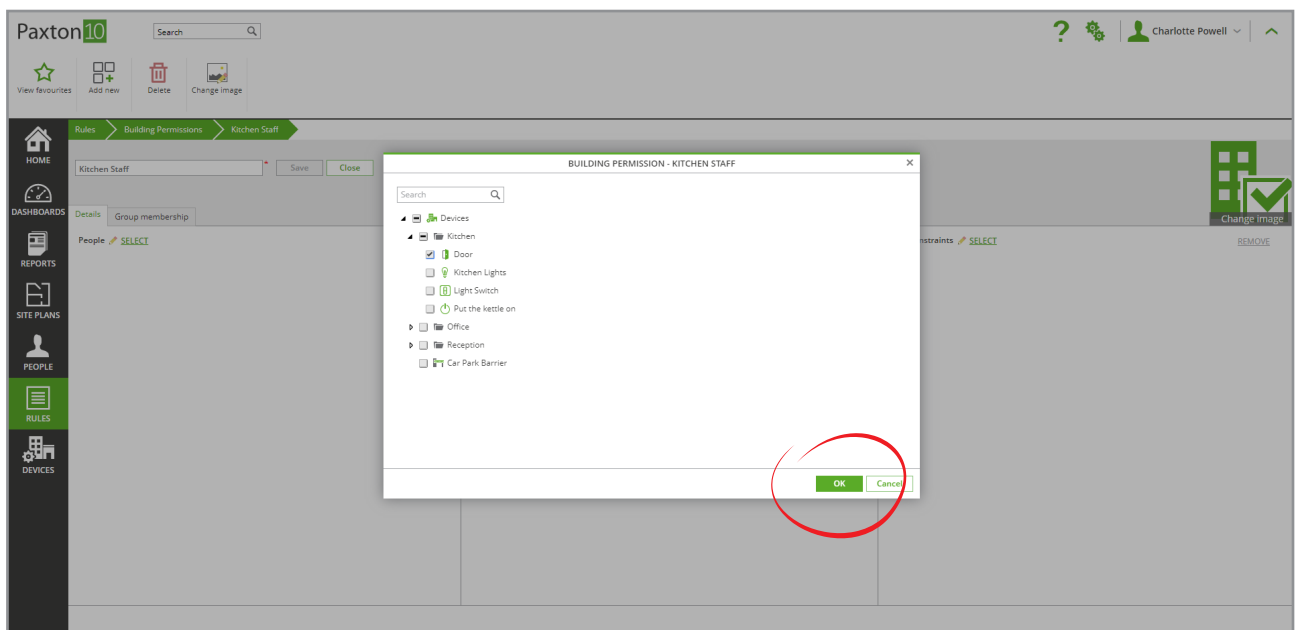 Paxton10
Search
Charlotte Powell
View favourites
Add new
Delete
Change image
Rules
Building Permissions
Kitchen Staff
HOME
DASHBOARDS
REPORTS
SITE PLANS
PEOPLE
RULES
DEVICES
Kitchen Staff *
Save
Close
Change image
Details
Group membership
People SELECT
nstraints SELECT
REMOVE
BUILDING PERMISSION - KITCHEN STAFF
Search
Devices
Kitchen
Door
Kitchen Lights
Light Switch
Put the kettle on
Office
Reception
Car Park Barrier
OK
Cancel